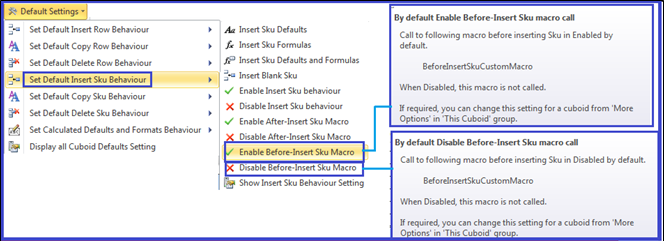 Default Settings
Set Default Insert Row Behaviour
Set Default Copy Row Behaviour
Set Default Delete Row Behaviour
Set Default Insert Sku Behaviour
Set Default Copy Sku Behaviour
Set Default Delete Sku Behaviour
Set Calculated Defaults and Formats Behaviour
Display all Cuboid Defaults Setting
Insert Sku Defaults
Insert Sku Formulas
Insert Sku Defaults and Formulas
Insert Blank Sku
Enable Insert Sku behaviour
Disable Insert Sku behaviour
Enable After-Insert Sku Macro
Disable After-Insert Sku Macro
Enable Before-Insert Sku Macro
Disable Before-Insert Sku Macro
Show Insert Sku Behaviour Setting
By default Enable Before-Insert Sku macro call
Call to following macro before inserting Sku in Enabled by
default.
BeforeInsertSkuCustomMacro
When Disabled, this macro is not called.
If required, you can change this setting for a cuboid from 'More
Options' in 'This Cuboid' group.
By default Disable Before-Insert Sku macro call
Call to following macro before inserting Sku in Disabled by default.
BeforeInsertSkuCustomMacro
When Disabled, this macro is not called.
If required, you can change this setting for a cuboid from 'More
Options' in 'This Cuboid' group.